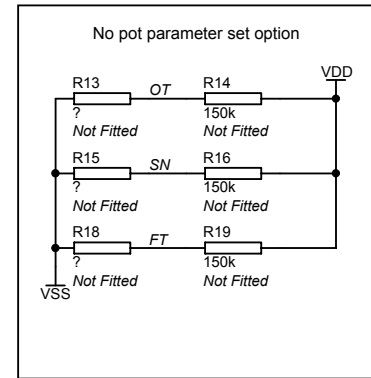 No pot parameter set option
VDD
R13 OT R14
? 150k
Not Fitted Not Fitted
R15 SN R16
? 150k
Not Fitted Not Fitted
R18 FT R19
? 150k
Not Fitted Not Fitted
VSS